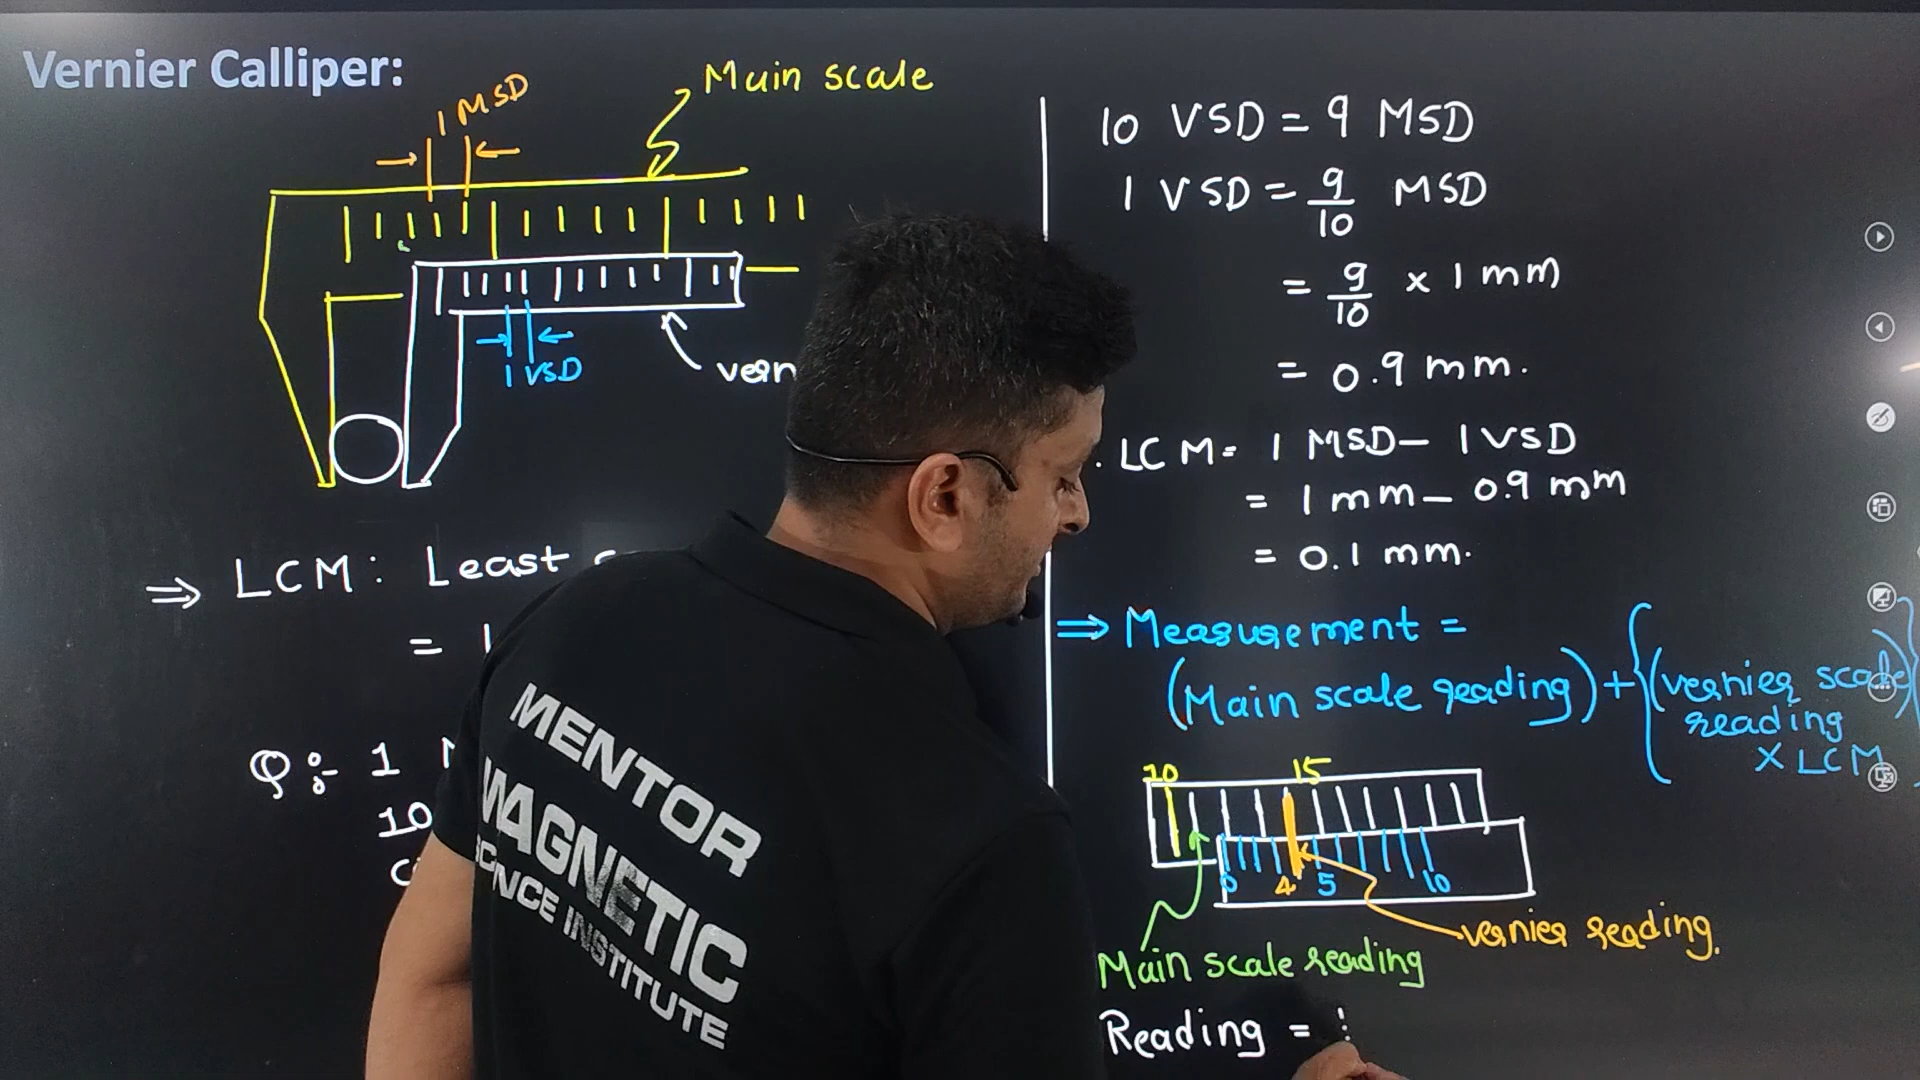 Vernier Calliper:
1 MSD
Main scale
1 VSD
⇒ LCM: Least
= 1
Q:- 1
10
10 VSD = 9 MSD
1 VSD = 9/10 MSD
= 9/10 × 1 mm
= 0.9 mm.
. LCM = 1 MSD - 1 VSD
= 1 mm - 0.9 mm
= 0.1 mm.
⇒ Measurement =
(Main scale reading) + {(vernier scale
reading
× LCM
10 15
0 4 5 10
vernier reading.
Main scale reading
Reading =
MENTOR
MAGNETIC
SCIENCE INSTITUTE